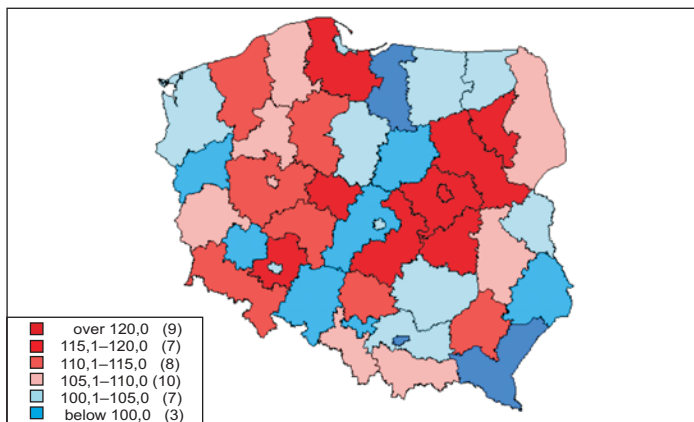 over 120,0 (9)
115,1–120,0 (7)
110,1–115,0 (8)
105,1–110,0 (10)
100,1–105,0 (7)
below 100,0 (3)